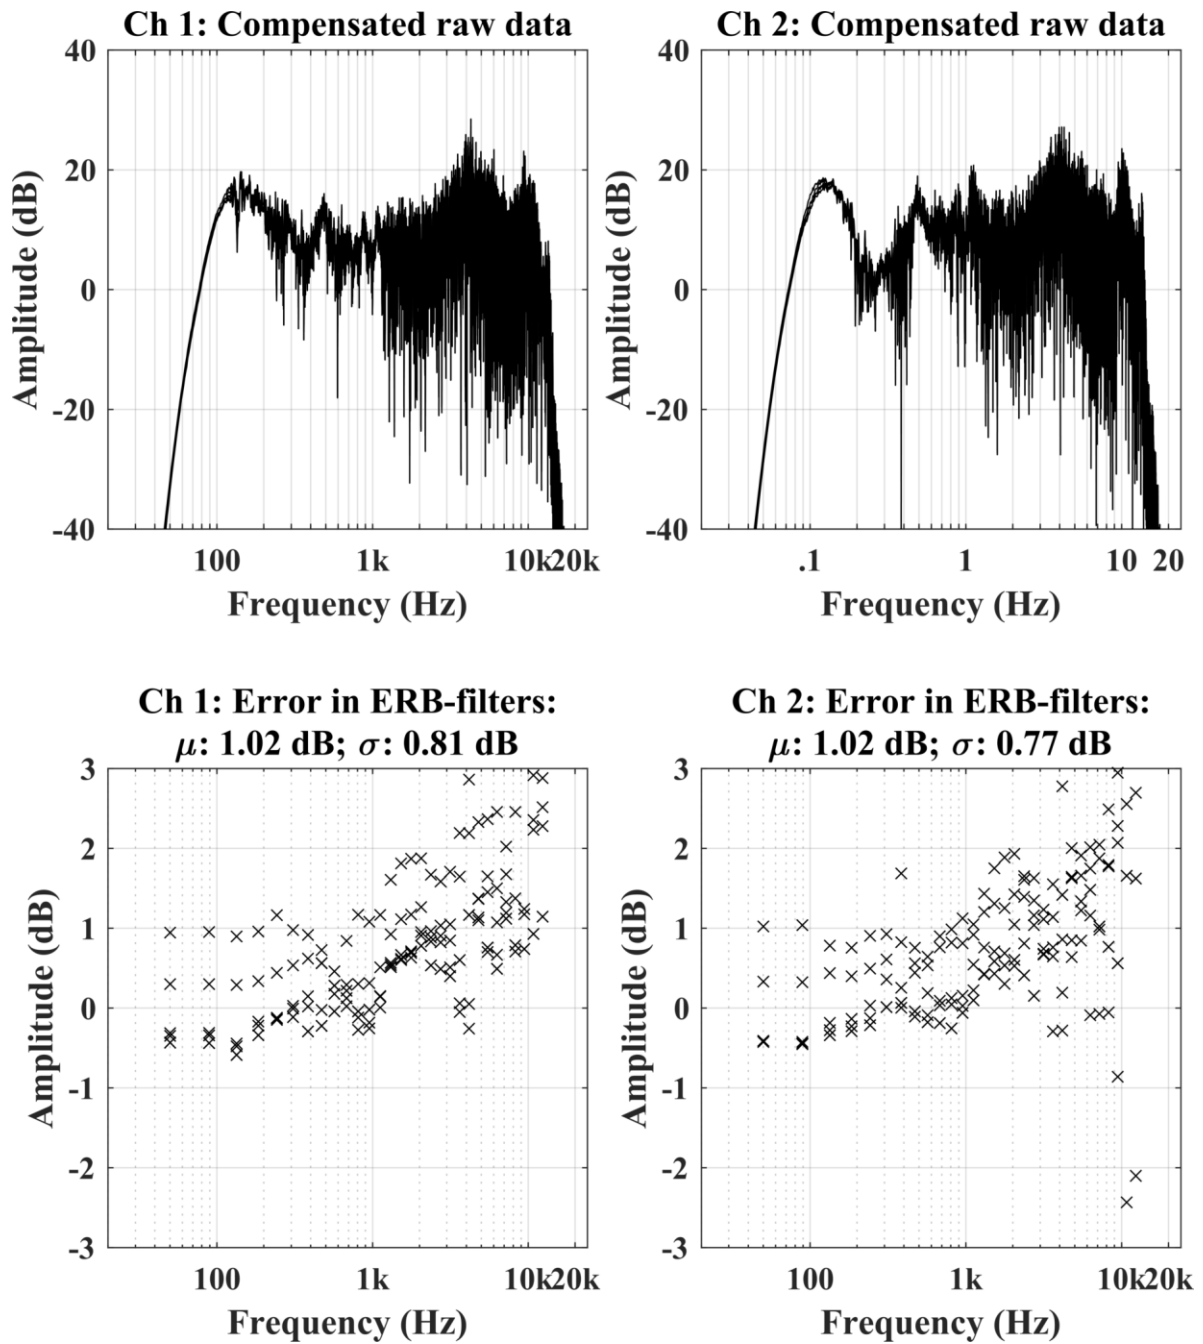 Ch 1: Compensated raw data
40
20
0
-20
-40
Amplitude (dB)
100 1k 10k20k
Frequency (Hz)
Ch 2: Compensated raw data
40
20
0
-20
-40
Amplitude (dB)
.1 1 10 20
Frequency (Hz)
Ch 1: Error in ERB-filters:
μ: 1.02 dB; σ: 0.81 dB
3
2
1
0
-1
-2
-3
Amplitude (dB)
100 1k 10k20k
Frequency (Hz)
Ch 2: Error in ERB-filters:
μ: 1.02 dB; σ: 0.77 dB
3
2
1
0
-1
-2
-3
Amplitude (dB)
100 1k 10k20k
Frequency (Hz)